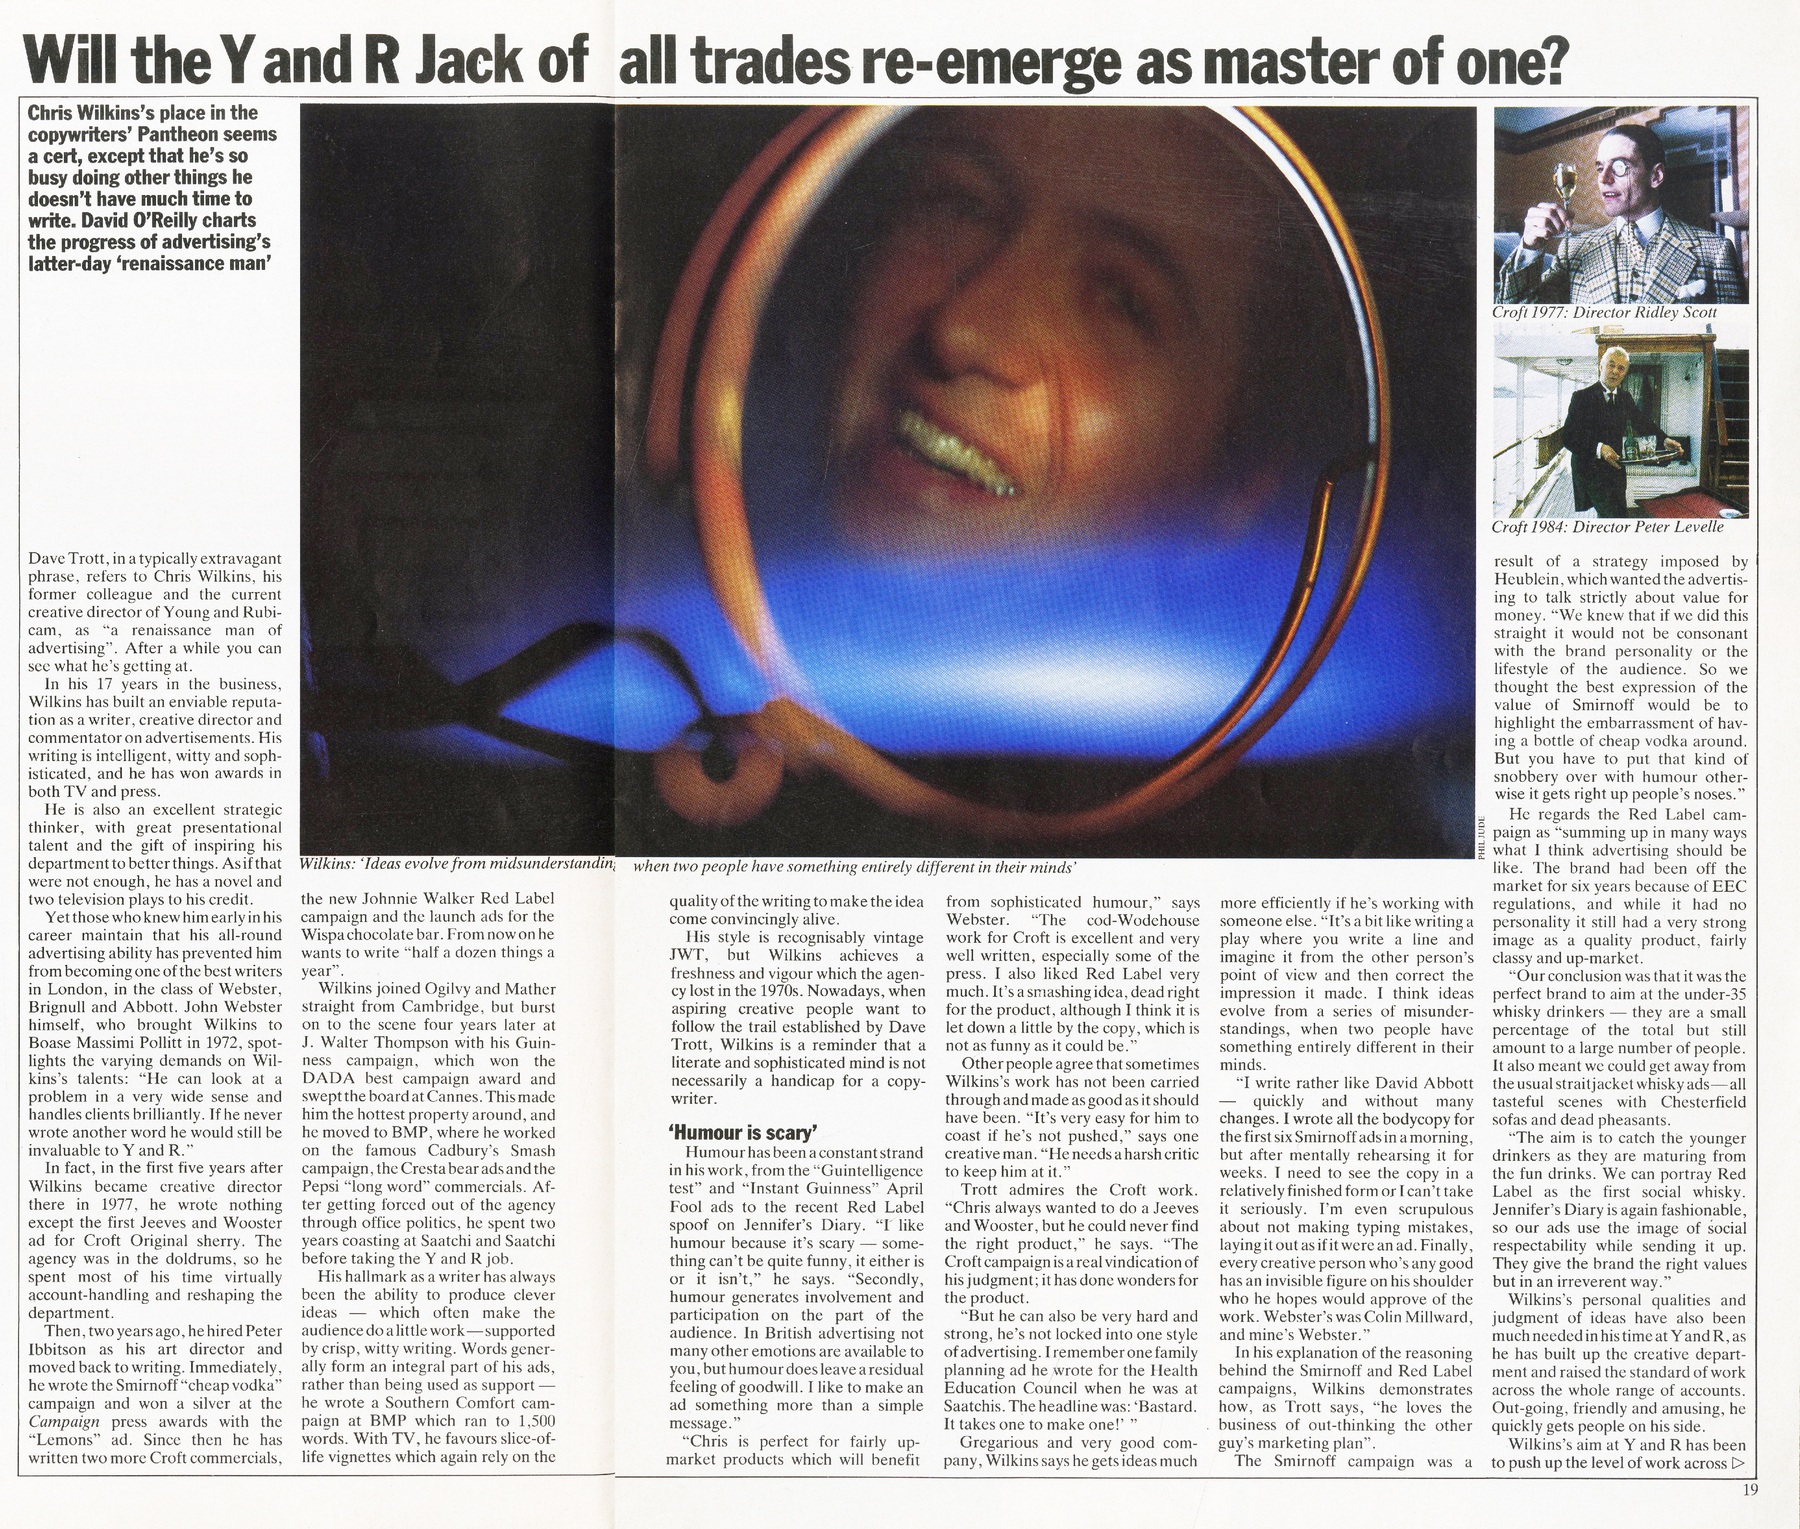 Will the Y and R Jack of all trades re-emerge as master of one?
Chris Wilkins's place in the
copywriters' Pantheon seems
a cert, except that he's so
busy doing other things he
doesn't have much time to
write. David O'Reilly charts
the progress of advertising's
latter-day 'renaissance man'
Dave Trott, in a typically extravagant
phrase, refers to Chris Wilkins, his
former colleague and the current
creative director of Young and Rubi-
cam, as “a renaissance man of
advertising”. After a while you can
see what he's getting at.
In his 17 years in the business,
Wilkins has built an enviable reputa-
tion as a writer, creative director and
commentator on advertisements. His
writing is intelligent, witty and soph-
isticated, and he has won awards in
both TV and press.
He is also an excellent strategic
thinker, with great presentational
talent and the gift of inspiring his
department to better things. As if that
were not enough, he has a novel and
two television plays to his credit.
Yet those who knew him early in his
career maintain that his all-round
advertising ability has prevented him
from becoming one of the best writers
in London, in the class of Webster,
Brignull and Abbott. John Webster
himself, who brought Wilkins to
Boase Massimi Pollitt in 1972, spot-
lights the varying demands on Wil-
kins's talents: “He can look at a
problem in a very wide sense and
handles clients brilliantly. If he never
wrote another word he would still be
invaluable to Y and R.”
In fact, in the first five years after
Wilkins became creative director
there in 1977, he wrote nothing
except the first Jeeves and Wooster
ad for Croft Original sherry. The
agency was in the doldrums, so he
spent most of his time virtually
account-handling and reshaping the
department.
Then, two years ago, he hired Peter
Ibbitson as his art director and
moved back to writing. Immediately,
he wrote the Smirnoff “cheap vodka”
campaign and won a silver at the
Campaign press awards with the
“Lemons” ad. Since then he has
written two more Croft commercials,
Wilkins: 'Ideas evolve from misunderstanding when two people have something entirely different in their minds'
PHIL JUDE
the new Johnnie Walker Red Label
campaign and the launch ads for the
Wispa chocolate bar. From now on he
wants to write “half a dozen things a
year”.
Wilkins joined Ogilvy and Mather
straight from Cambridge, but burst
on to the scene four years later at
J. Walter Thompson with his Guin-
ness campaign, which won the
DADA best campaign award and
swept the board at Cannes. This made
him the hottest property around, and
he moved to BMP, where he worked
on the famous Cadbury's Smash
campaign, the Cresta bear ads and the
Pepsi “long word” commercials. Af-
ter getting forced out of the agency
through office politics, he spent two
years coasting at Saatchi and Saatchi
before taking the Y and R job.
His hallmark as a writer has always
been the ability to produce clever
ideas — which often make the
audience do a little work — supported
by crisp, witty writing. Words gener-
ally form an integral part of his ads,
rather than being used as support —
he wrote a Southern Comfort cam-
paign at BMP which ran to 1,500
words. With TV, he favours slice-of-
life vignettes which again rely on the
quality of the writing to make the idea
come convincingly alive.
His style is recognisably vintage
JWT, but Wilkins achieves a
freshness and vigour which the agen-
cy lost in the 1970s. Nowadays, when
aspiring creative people want to
follow the trail established by Dave
Trott, Wilkins is a reminder that a
literate and sophisticated mind is not
necessarily a handicap for a copy-
writer.
'Humour is scary'
Humour has been a constant strand
in his work, from the “Guintelligence
test” and “Instant Guinness” April
Fool ads to the recent Red Label
spoof on Jennifer's Diary. “I like
humour because it's scary — some-
thing can't be quite funny, it either is
or it isn't,” he says. “Secondly,
humour generates involvement and
participation on the part of the
audience. In British advertising not
many other emotions are available to
you, but humour does leave a residual
feeling of goodwill. I like to make an
ad something more than a simple
message.”
“Chris is perfect for fairly up-
market products which will benefit
from sophisticated humour,” says
Webster. “The cod-Wodehouse
work for Croft is excellent and very
well written, especially some of the
press. I also liked Red Label very
much. It's a smashing idea, dead right
for the product, although I think it is
let down a little by the copy, which is
not as funny as it could be.”
Other people agree that sometimes
Wilkins's work has not been carried
through and made as good as it should
have been. “It's very easy for him to
coast if he's not pushed,” says one
creative man. “He needs a harsh critic
to keep him at it.”
Trott admires the Croft work.
“Chris always wanted to do a Jeeves
and Wooster, but he could never find
the right product,” he says. “The
Croft campaign is a real vindication of
his judgment; it has done wonders for
the product.
“But he can also be very hard and
strong, he's not locked into one style
of advertising. I remember one family
planning ad he wrote for the Health
Education Council when he was at
Saatchis. The headline was: ‘Bastard.
It takes one to make one!’ ”
Gregarious and very good com-
pany, Wilkins says he gets ideas much
more efficiently if he's working with
someone else. “It's a bit like writing a
play where you write a line and
imagine it from the other person's
point of view and then correct the
impression it made. I think ideas
evolve from a series of misunder-
standings, when two people have
something entirely different in their
minds.
“I write rather like David Abbott
— quickly and without many
changes. I wrote all the bodycopy for
the first six Smirnoff ads in a morning,
but after mentally rehearsing it for
weeks. I need to see the copy in a
relatively finished form or I can't take
it seriously. I'm even scrupulous
about not making typing mistakes,
laying it out as if it were an ad. Finally,
every creative person who's any good
has an invisible figure on his shoulder
who he hopes would approve of the
work. Webster's was Colin Millward,
and mine's Webster.”
In his explanation of the reasoning
behind the Smirnoff and Red Label
campaigns, Wilkins demonstrates
how, as Trott says, “he loves the
business of out-thinking the other
guy's marketing plan”.
The Smirnoff campaign was a
Croft 1977: Director Ridley Scott
Croft 1984: Director Peter Levelle
result of a strategy imposed by
Heublein, which wanted the advertis-
ing to talk strictly about value for
money. “We knew that if we did this
straight it would not be consonant
with the brand personality or the
lifestyle of the audience. So we
thought the best expression of the
value of Smirnoff would be to
highlight the embarrassment of hav-
ing a bottle of cheap vodka around.
But you have to put that kind of
snobbery over with humour other-
wise it gets right up people's noses.”
He regards the Red Label cam-
paign as “summing up in many ways
what I think advertising should be
like. The brand had been off the
market for six years because of EEC
regulations, and while it had no
personality it still had a very strong
image as a quality product, fairly
classy and up-market.
“Our conclusion was that it was the
perfect brand to aim at the under-35
whisky drinkers — they are a small
percentage of the total but still
amount to a large number of people.
It also meant we could get away from
the usual straitjacket whisky ads — all
tasteful scenes with Chesterfield
sofas and dead pheasants.
“The aim is to catch the younger
drinkers as they are maturing from
the fun drinks. We can portray Red
Label as the first social whisky.
Jennifer's Diary is again fashionable,
so our ads use the image of social
respectability while sending it up.
They give the brand the right values
but in an irreverent way.”
Wilkins's personal qualities and
judgment of ideas have also been
much needed in his time at Y and R, as
he has built up the creative depart-
ment and raised the standard of work
across the whole range of accounts.
Out-going, friendly and amusing, he
quickly gets people on his side.
Wilkins's aim at Y and R has been
to push up the level of work across ▷
19